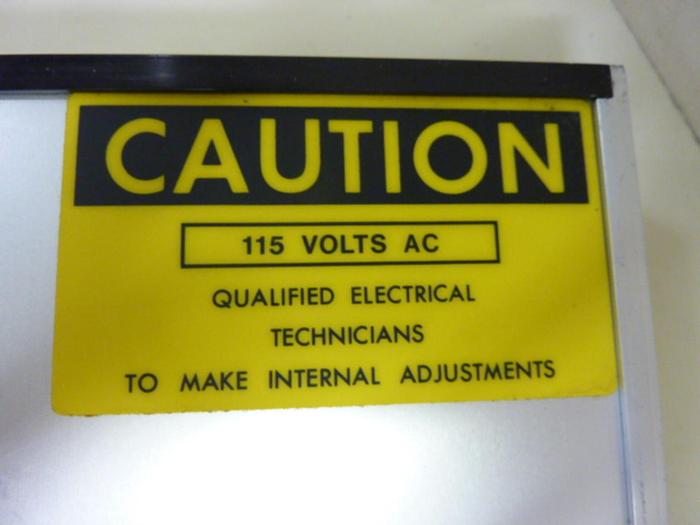 CAUTION
115 VOLTS AC
QUALIFIED ELECTRICAL
TECHNICIANS
TO MAKE INTERNAL ADJUSTMENTS